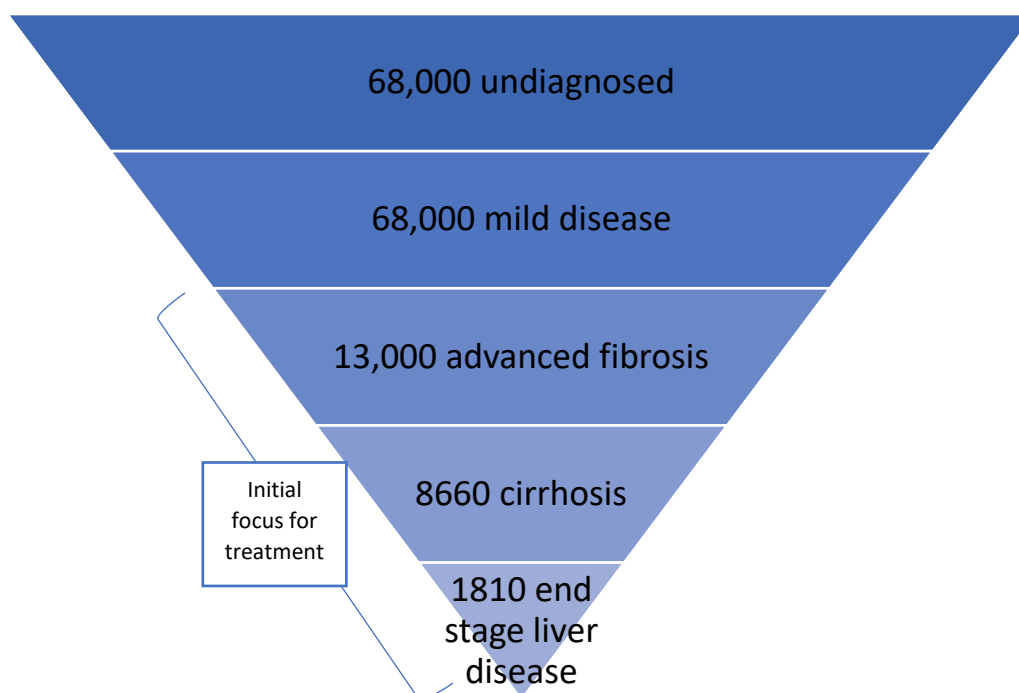 68,000 undiagnosed
68,000 mild disease
13,000 advanced fibrosis
8660 cirrhosis
Initial
focus for
treatment
1810 end
stage liver
disease